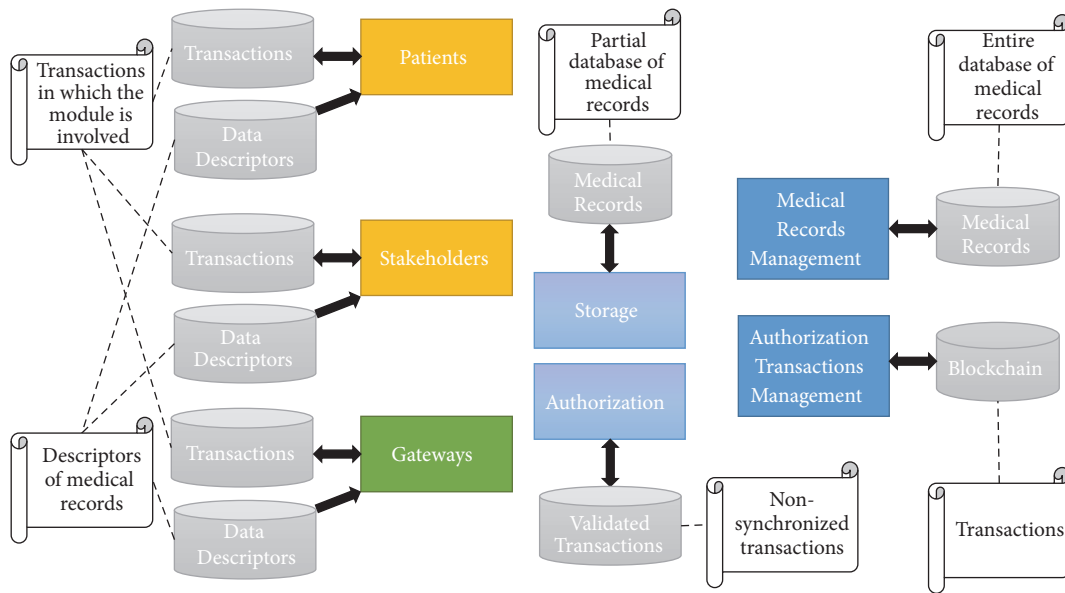 Transactions
in which the
module is
involved
Transactions
Patients
Data
Descriptors
Transactions
Stakeholders
Data
Descriptors
Descriptors
of medical
records
Transactions
Gateways
Data
Descriptors
Partial
database of
medical
records
Medical
Records
Storage
Authorization
Validated
Transactions
Non-
synchronized
transactions
Entire
database of
medical
records
Medical
Records
Management
Medical
Records
Authorization
Transactions
Management
Blockchain
Transactions